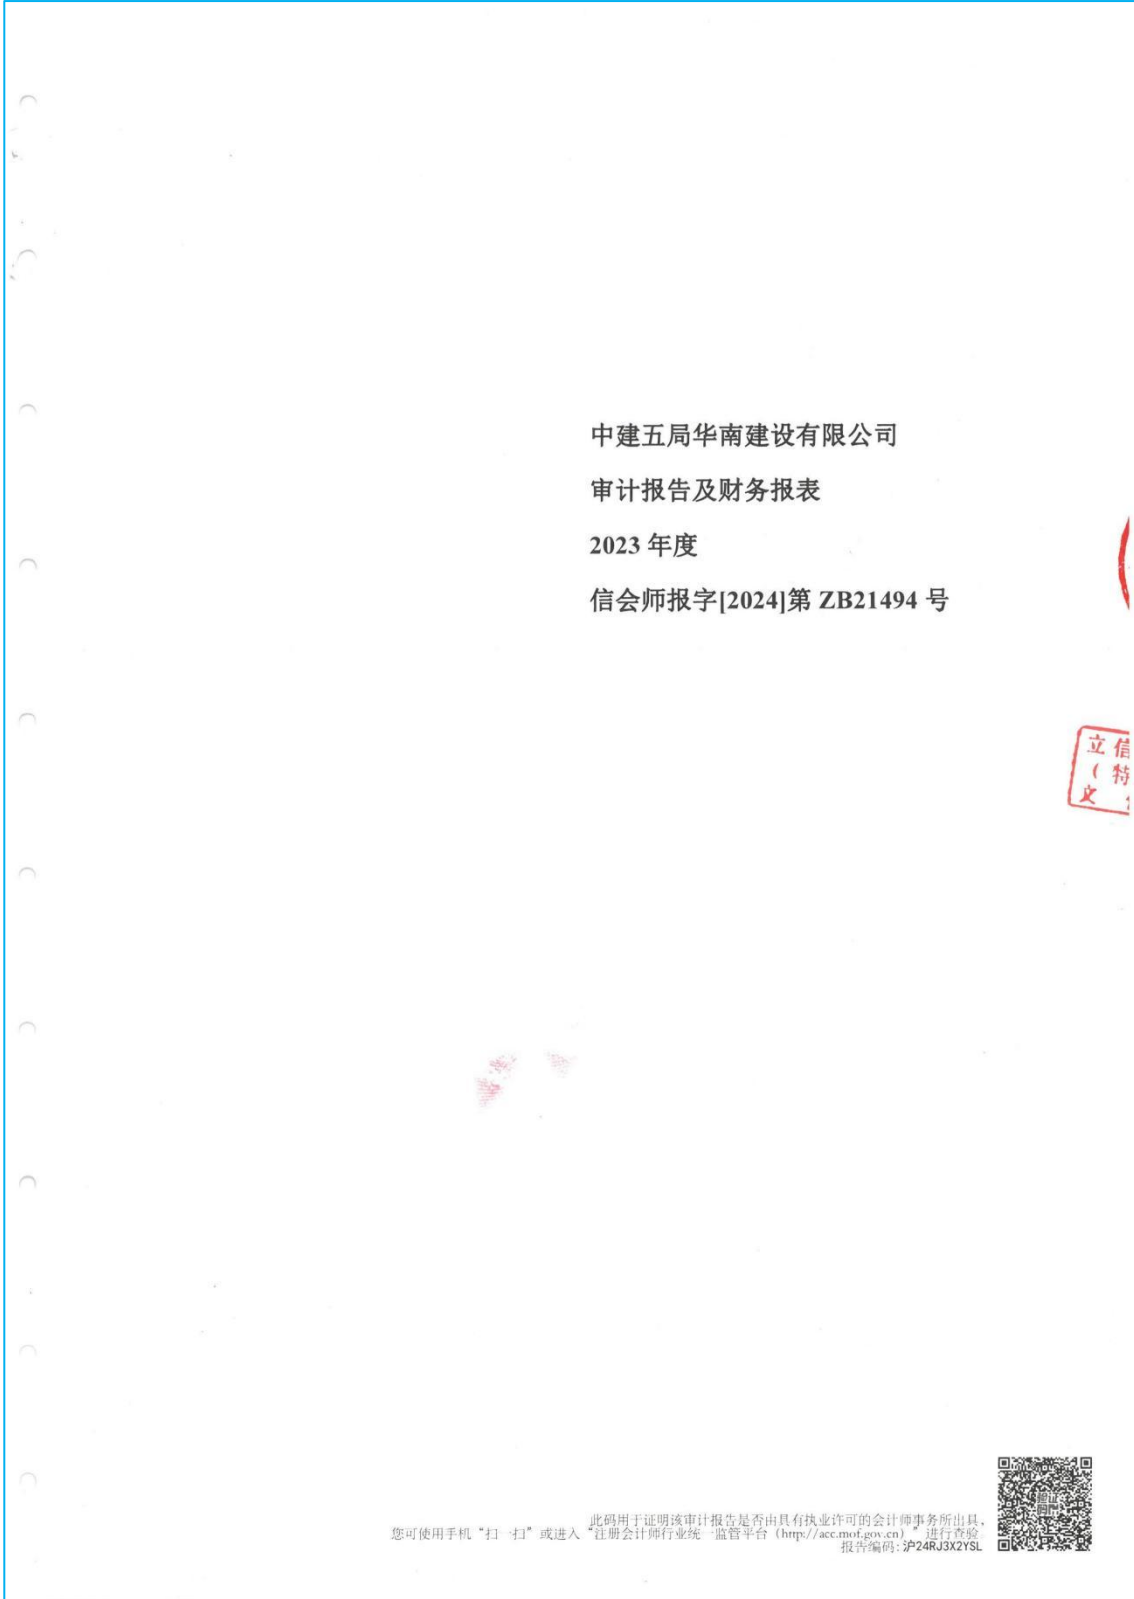 中建五局华南建设有限公司
审计报告及财务报表
2023 年度
信会师报字[2024]第 ZB21494 号
立信
（特
文
此码用于证明该审计报告是否由具有执业许可的会计师事务所出具，
您可使用手机“扫一扫”或进入“注册会计师行业统一监管平台（http://acc.mof.gov.cn）”进行查验
报告编码：沪24RJ3X2YSL